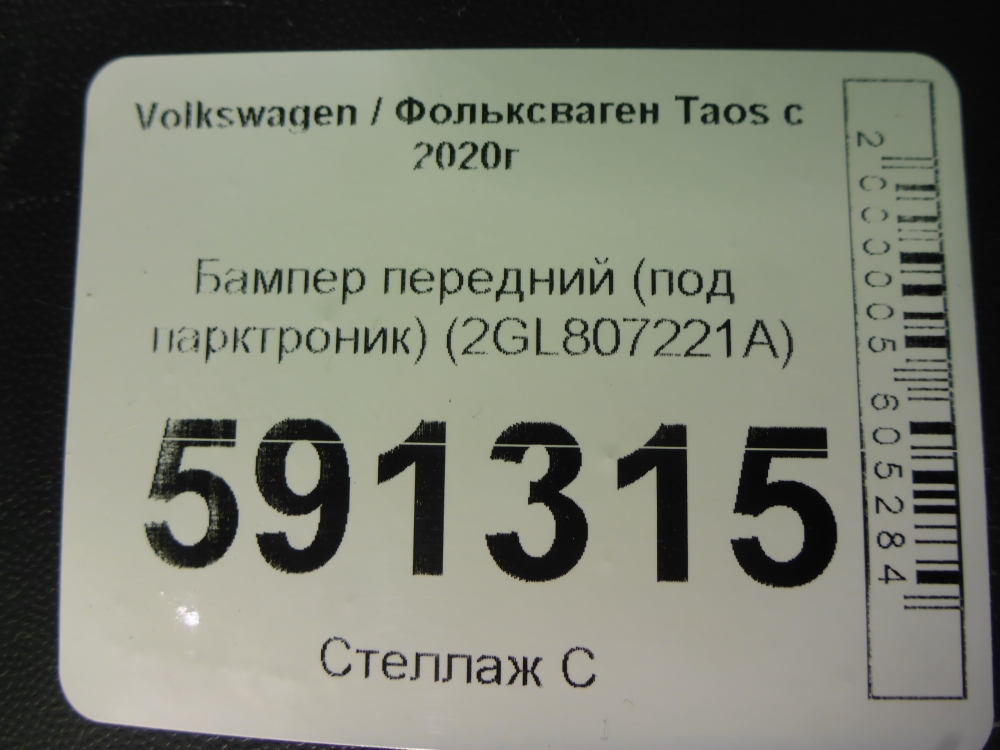 Volkswagen / Фольксваген Taos с
2020г
Бампер передний (под
парктроник) (2GL807221A)
591315
Стеллаж С
2000005605284